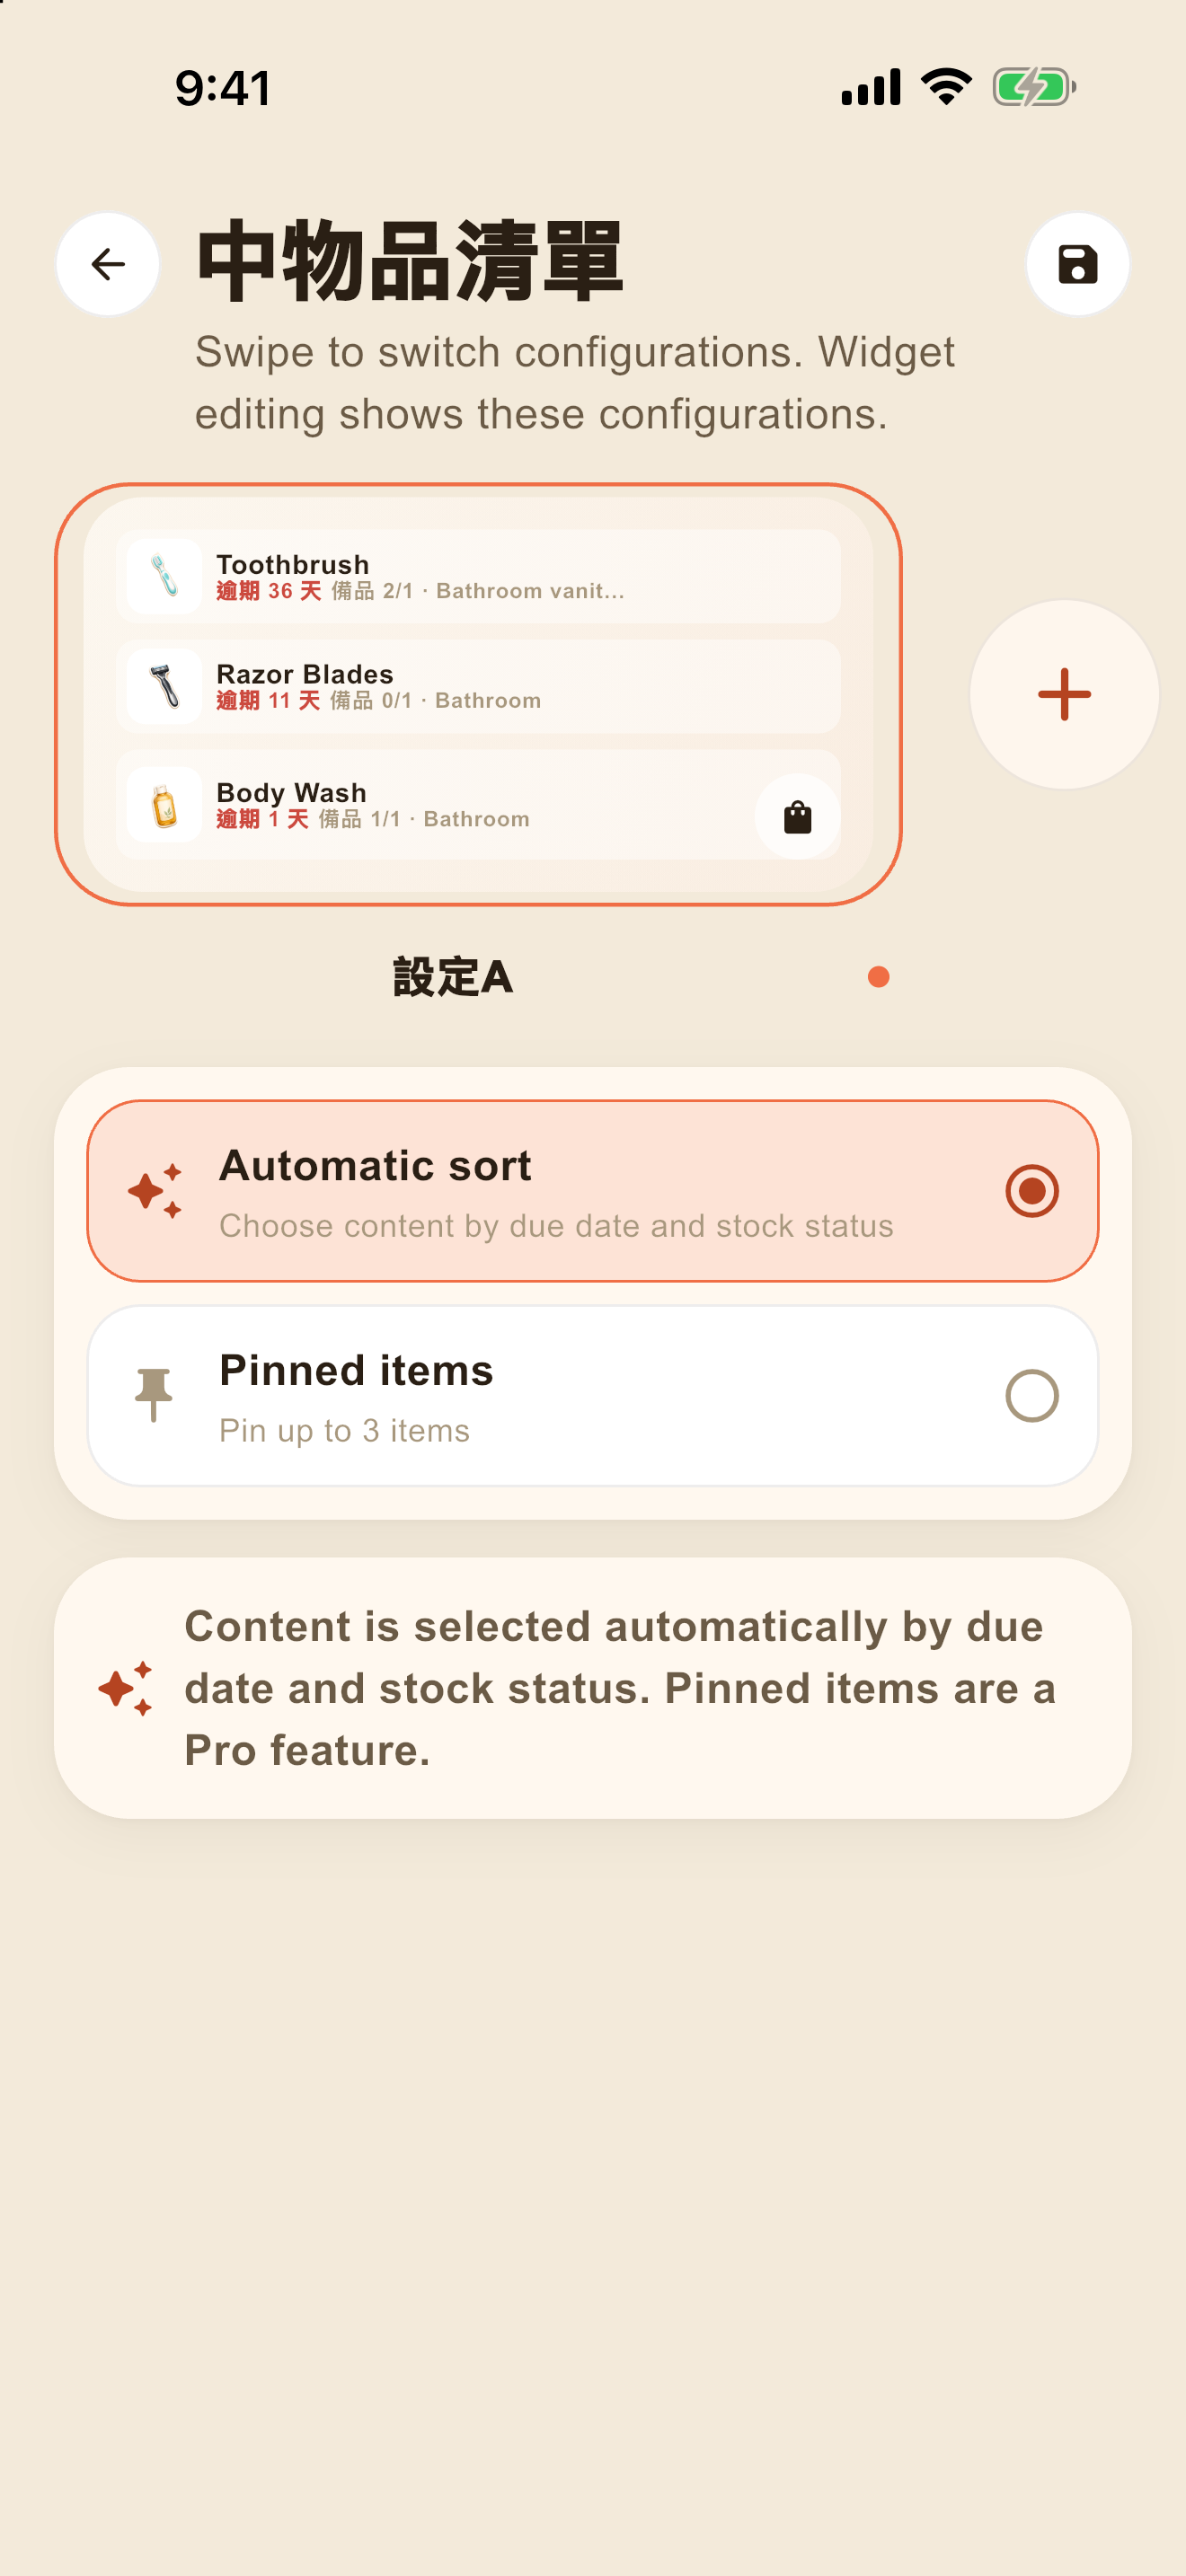 9:41
中物品清單
Swipe to switch configurations. Widget
editing shows these configurations.
Toothbrush
逾期 36 天 備品 2/1 · Bathroom vanit...
Razor Blades
逾期 11 天 備品 0/1 · Bathroom
Body Wash
逾期 1 天 備品 1/1 · Bathroom
設定A
Automatic sort
Choose content by due date and stock status
Pinned items
Pin up to 3 items
Content is selected automatically by due
date and stock status. Pinned items are a
Pro feature.